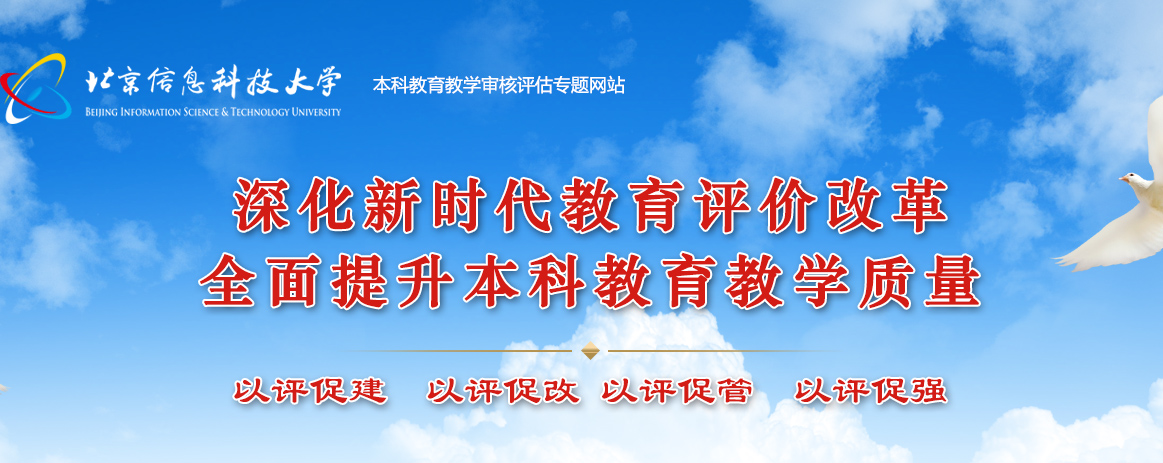 北京信息科技大学 本科教育教学审核评估专题网站
BEIJING INFORMATION SCIENCE & TECHNOLOGY UNIVERSITY
深化新时代教育评价改革
全面提升本科教育教学质量
以评促建 以评促改 以评促管 以评促强